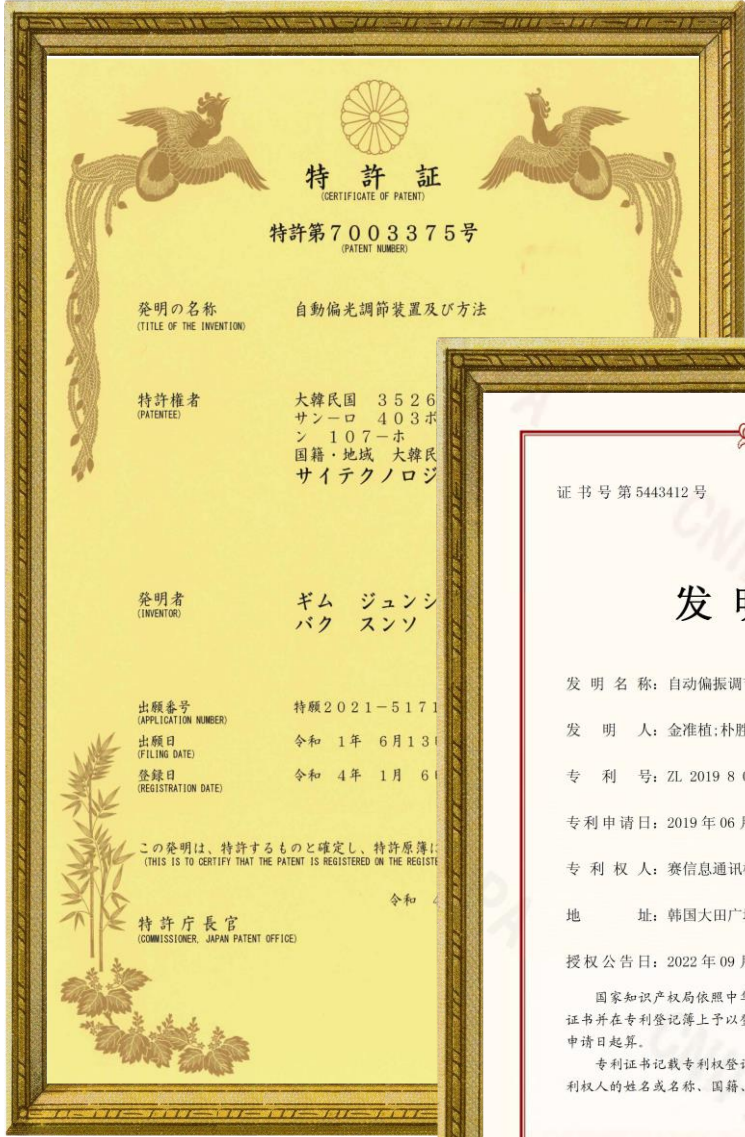 特許証
(CERTIFICATE OF PATENT)
特許第7003375号
(PATENT NUMBER)
発明の名称 自動偏光調節装置及び方法
(TITLE OF THE INVENTION)
特許権者 大韓民国 3526
(PATENTEE) サン－ロ 403ホ
ン 107－ホ
国籍・地域 大韓民
サイテクノロジ
発明者 ギム ジュンシ
(INVENTOR) バク スンソ
出願番号 特願2021－5171
(APPLICATION NUMBER)
出願日 令和 1年 6月13
(FILING DATE)
登録日 令和 4年 1月 6
(REGISTRATION DATE)
この発明は、特許するものと確定し、特許原簿に
(THIS IS TO CERTIFY THAT THE PATENT IS REGISTERED ON THE REGISTE
令和
特許庁長官
(COMMISSIONER, JAPAN PATENT OFFICE)
证书号第5443412号
发明
发明名称：自动偏振调
发明人：金准植;朴胜
专利号：ZL 2019 8
专利申请日：2019年06月
专利权人：赛信息通讯
地址：韩国大田广
授权公告日：2022年09月
国家知识产权局依照中华
证书并在专利登记簿上予以登
申请日起算。
专利证书记载专利权登记
利权人的姓名或名称、国籍、